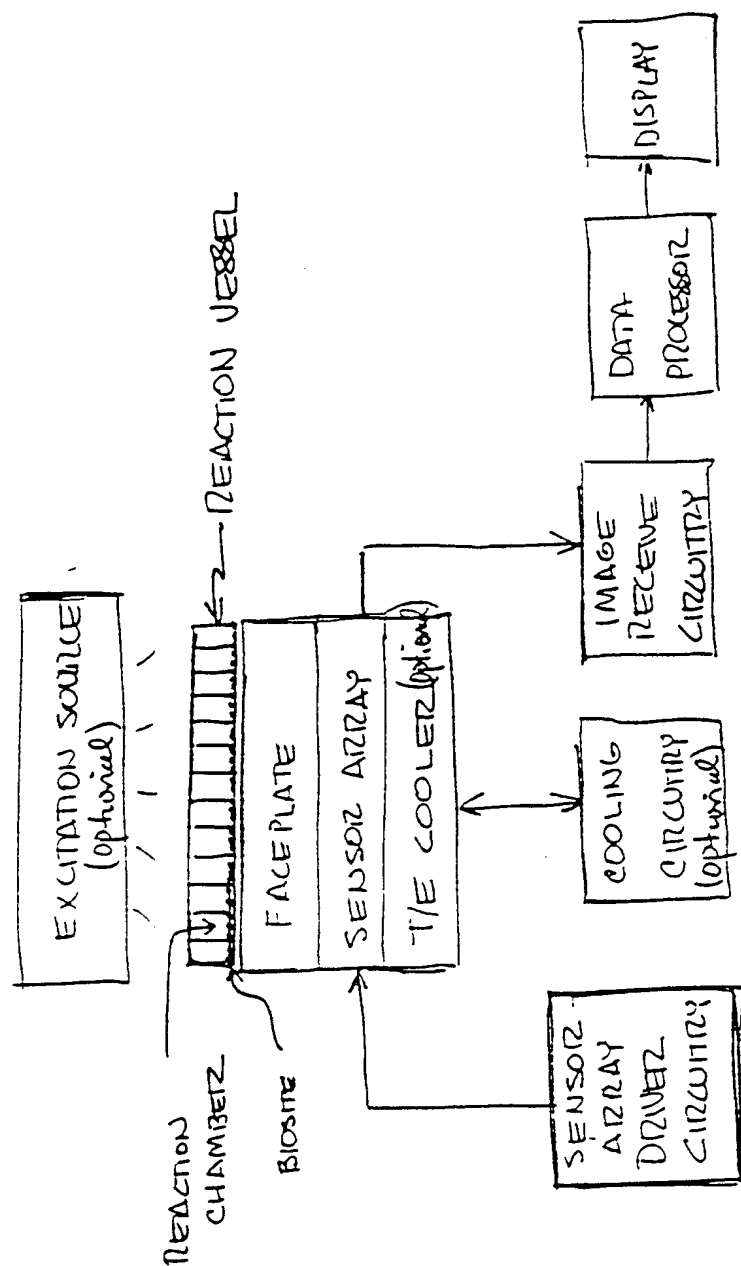 EXCITATION SOURCE
(optional)
REACTION VESSEL
REACTION
CHAMBER
BIOSITE
FACEPLATE
SENSOR ARRAY
T/E COOLER (optional)
SENSOR
ARRAY
DRIVER
CIRCUITRY
COOLING
CIRCUITRY
(optional)
IMAGE
RECEIVE
CIRCUITRY
DATA
PROCESSOR
DISPLAY